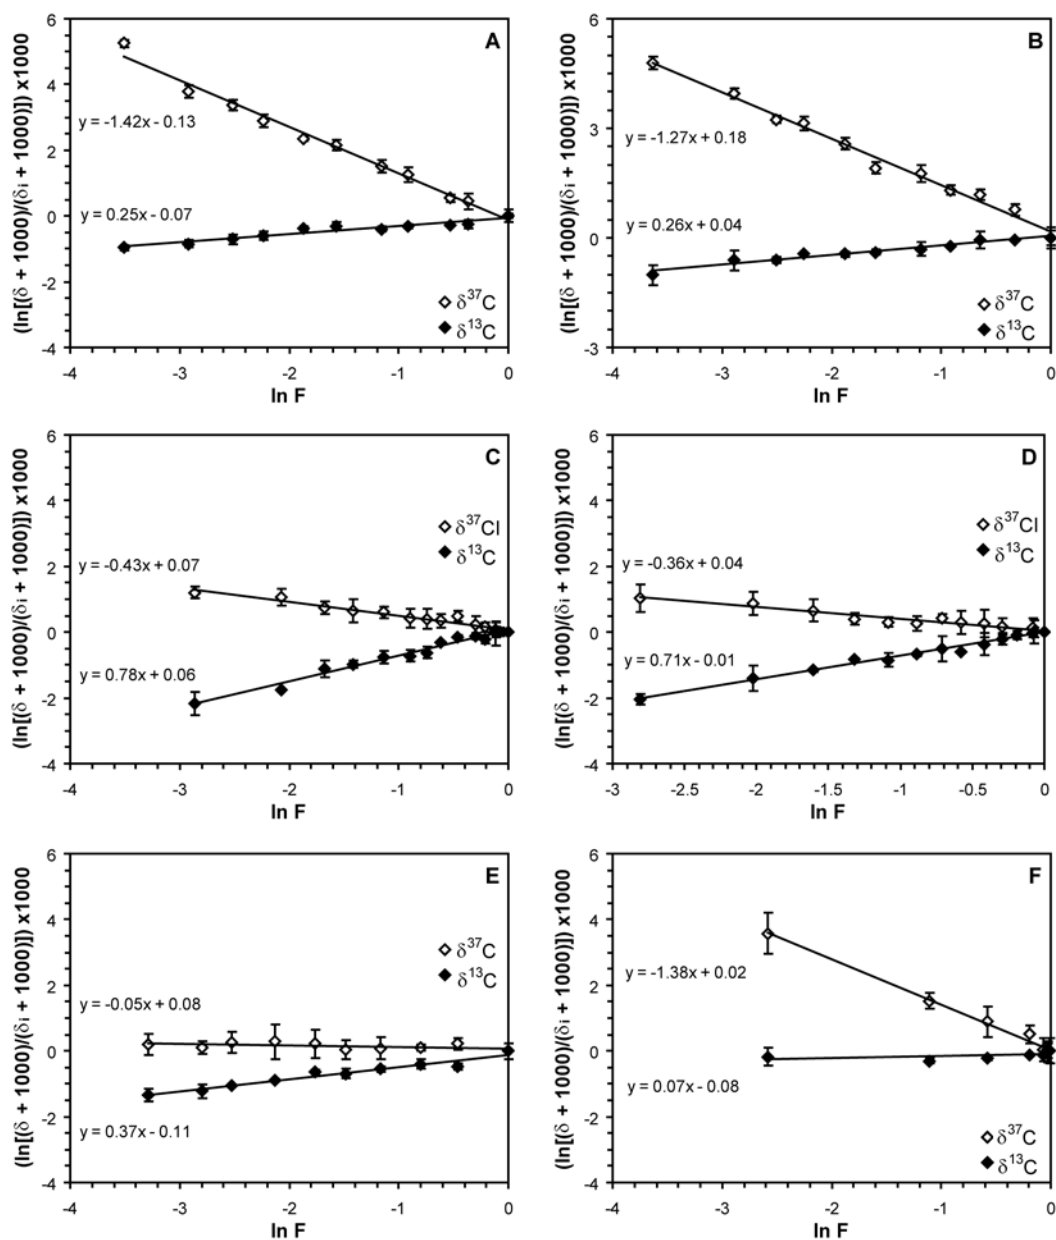 A
(ln[(δ + 1000)/(δi + 1000)]) x1000
6
4
2
0
-2
-4
y = -1.42x - 0.13
y = 0.25x - 0.07
δ37C
δ13C
-4 -3 -2 -1 0
ln F
B
(ln[(δ + 1000)/(δi + 1000)]) x1000
6
3
0
-3
y = -1.27x + 0.18
y = 0.26x + 0.04
δ37C
δ13C
-4 -3 -2 -1 0
ln F
C
(ln[(δ + 1000)/(δi + 1000)]) x1000
6
4
2
0
-2
-4
δ37Cl
δ13C
y = -0.43x + 0.07
y = 0.78x + 0.06
-4 -3 -2 -1 0
ln F
D
(ln[(δ + 1000)/(δi + 1000)]) x1000
6
4
2
0
-2
-4
δ37Cl
δ13C
y = -0.36x + 0.04
y = 0.71x - 0.01
-3 -2.5 -2 -1.5 -1 -0.5 0
ln F
E
(ln[(δ + 1000)/(δi + 1000)]) x1000
6
4
2
0
-2
-4
δ37C
δ13C
y = -0.05x + 0.08
y = 0.37x - 0.11
-4 -3 -2 -1 0
ln F
F
(ln[(δ + 1000)/(δi + 1000)]) x1000
6
4
2
0
-2
-4
y = -1.38x + 0.02
y = 0.07x - 0.08
δ37C
δ13C
-4 -3 -2 -1 0
ln F